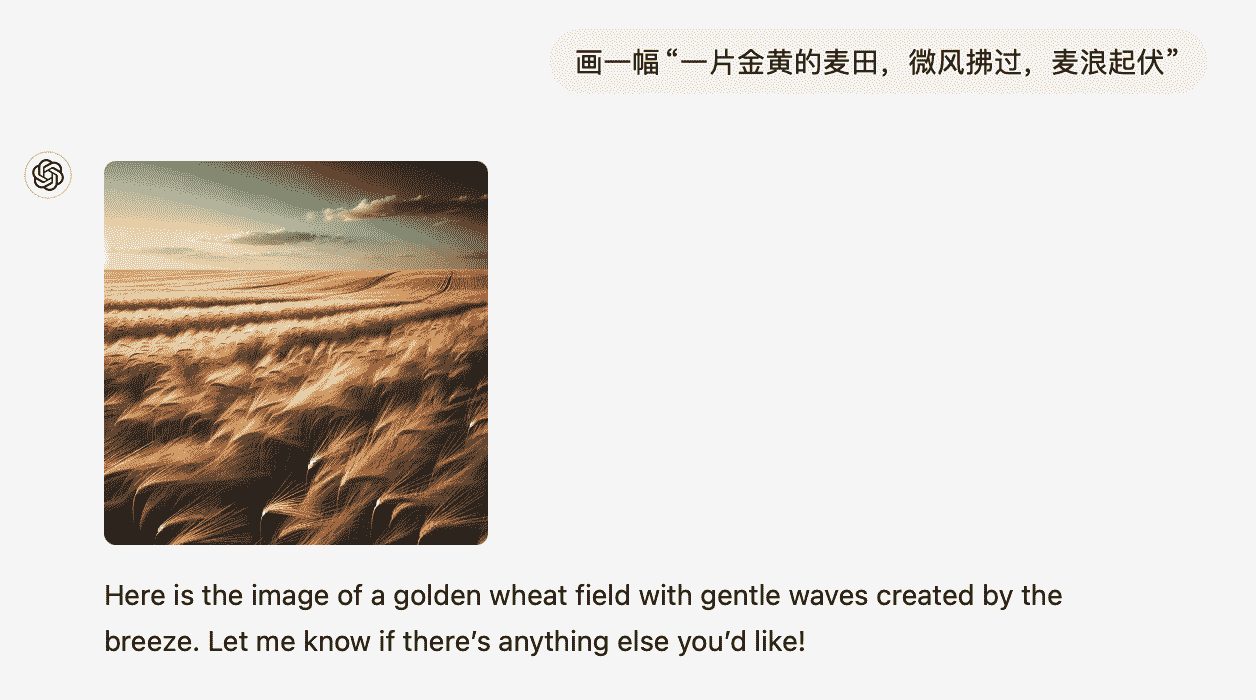 画一幅“一片金黄的麦田，微风拂过，麦浪起伏”
Here is the image of a golden wheat field with gentle waves created by the
breeze. Let me know if there’s anything else you’d like!